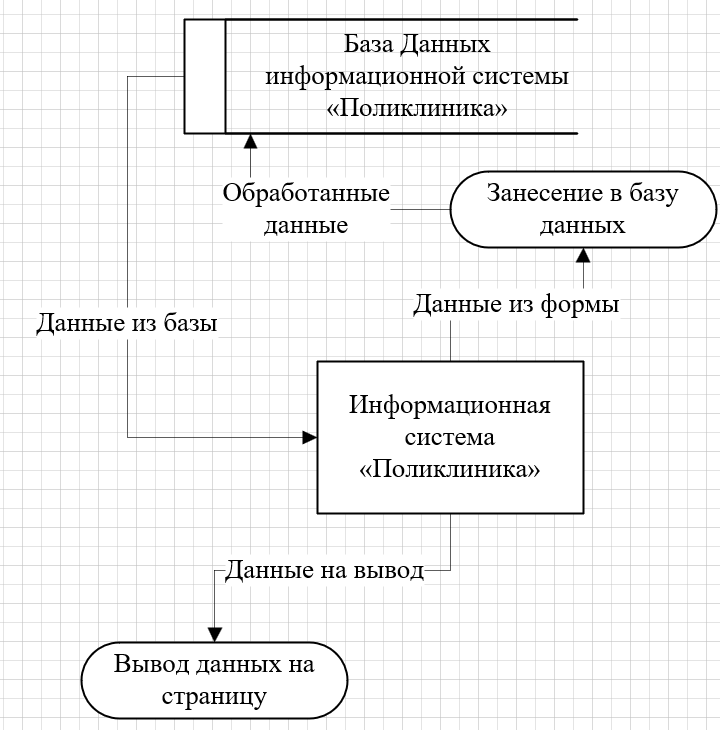 База Данных
информационной системы
«Поликлиника»
Обработанные
данные
Занесение в базу
данных
Данные из формы
Данные из базы
Информационная
система
«Поликлиника»
Данные на вывод
Вывод данных на
страницу